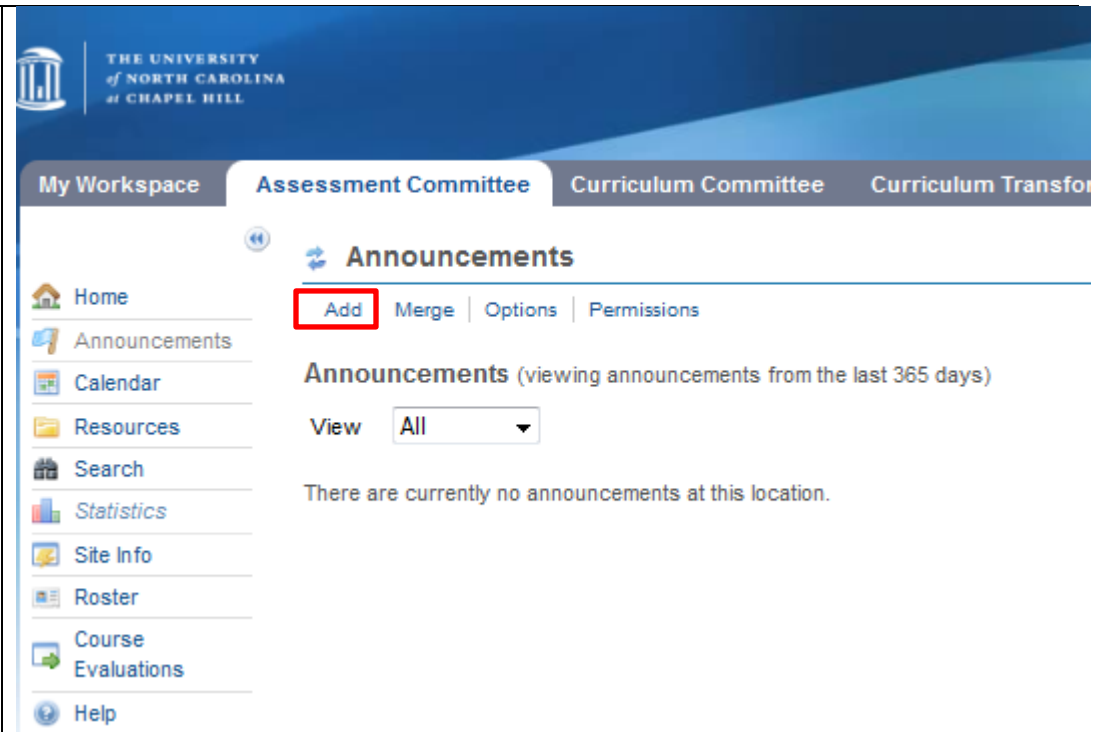 THE UNIVERSITY
of NORTH CAROLINA
at CHAPEL HILL
My Workspace Assessment Committee Curriculum Committee Curriculum Transfor
Announcements
Home
Announcements
Calendar
Resources
Search
Statistics
Site Info
Roster
Course
Evaluations
Help
Add Merge Options Permissions
Announcements (viewing announcements from the last 365 days)
View All
There are currently no announcements at this location.